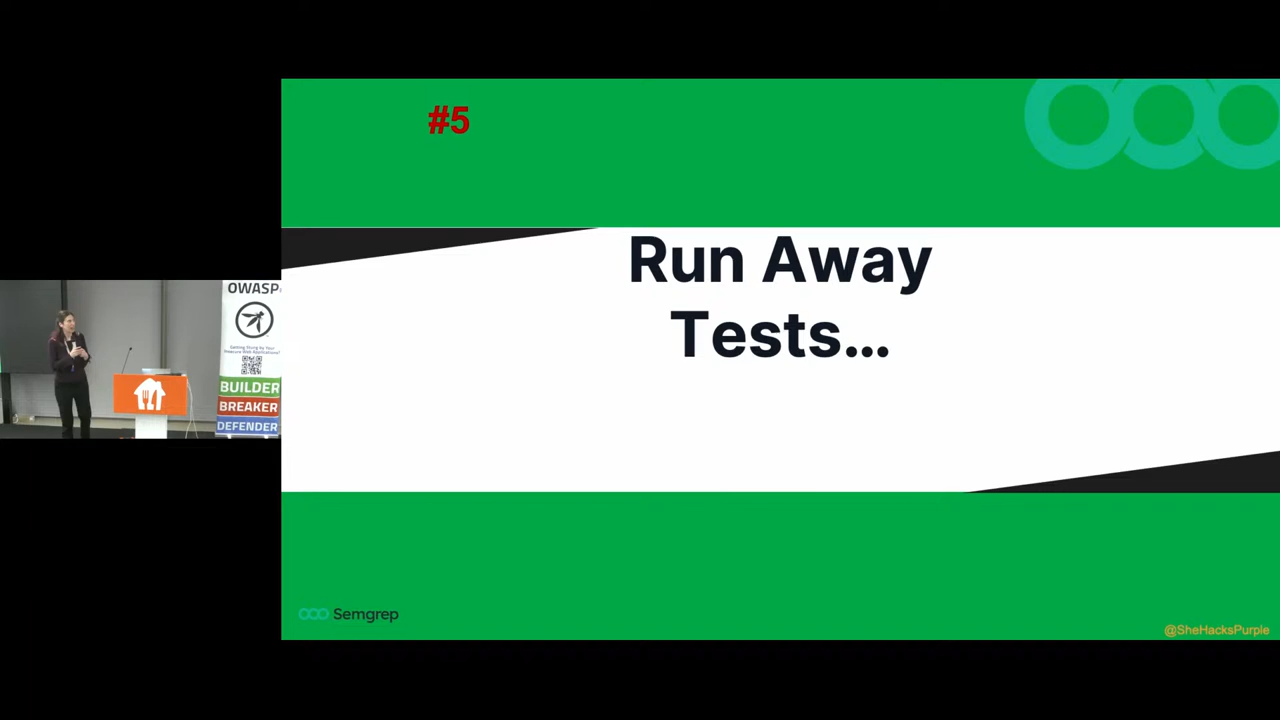 #5
Run Away
Tests...
OWASP
BUILDER
BREAKER
DEFENDER
Semgrep
@SheHacksPurple